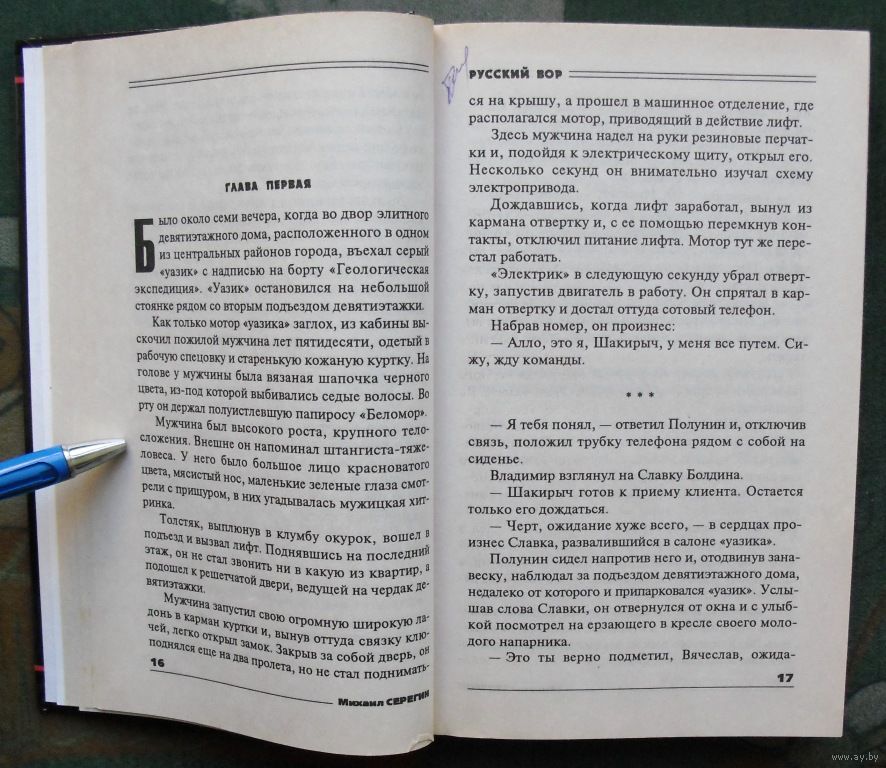 ГЛАВА ПЕРВАЯ
Было около семи вечера, когда во двор элитного
девятиэтажного дома, расположенного в одном
из центральных районов города, въехал серый
«уазик» с надписью на борту «Геологическая
экспедиция». «Уазик» остановился на небольшой
стоянке рядом со вторым подъездом девятиэтажки.
Как только мотор «уазика» заглох, из кабины вы-
скочил пожилой мужчина лет пятидесяти, одетый в
рабочую спецовку и старенькую кожаную куртку. На
голове у мужчины была вязаная шапочка черного
цвета, из-под которой выбивались седые волосы. Во
рту он держал полуистлевшую папиросу «Беломор».
Мужчина был высокого роста, крупного тело-
сложения. Внешне он напоминал штангиста-тяже-
ловеса. У него было большое лицо красноватого
цвета, мясистый нос, маленькие зеленые глаза смот-
рели с прищуром, в них угадывалась мужицкая хит-
ринка.
Толстяк, выплюнув в клумбу окурок, вошел в
подъезд и вызвал лифт. Поднявшись на последний
этаж, он не стал звонить ни в какую из квартир, а
подошел к решетчатой двери, ведущей на чердак де-
вятиэтажки.
Мужчина запустил свою огромную широкую ла-
донь в карман куртки и, вынув оттуда связку клю-
чей, легко открыл замок. Закрыв за собой дверь, он
поднялся еще на два пролета, но не стал поднимать-
16
Михаил СЕРЕГИН
РУССКИЙ ВОР
ся на крышу, а прошел в машинное отделение, где
располагался мотор, приводящий в действие лифт.
Здесь мужчина надел на руки резиновые перчат-
ки и, подойдя к электрическому щиту, открыл его.
Несколько секунд он внимательно изучал схему
электропривода.
Дождавшись, когда лифт заработал, вынул из
кармана отвертку и, с ее помощью перемкнув кон-
такты, отключил питание лифта. Мотор тут же пере-
стал работать.
«Электрик» в следующую секунду убрал отверт-
ку, запустив двигатель в работу. Он спрятал в кар-
ман отвертку и достал оттуда сотовый телефон.
Набрав номер, он произнес:
— Алло, это я, Шакирыч, у меня все путем. Си-
жу, жду команды.
* * *
— Я тебя понял, — ответил Полунин и, отключив
связь, положил трубку телефона рядом с собой на
сиденье.
Владимир взглянул на Славку Болдина.
— Шакирыч готов к приему клиента. Остается
только его дождаться.
— Черт, ожидание хуже всего, — в сердцах про-
изнес Славка, развалившийся в салоне «уазика».
Полунин сидел напротив него и, отодвинув зана-
веску, наблюдал за подъездом девятиэтажного дома,
недалеко от которого и припарковался «уазик». Услы-
шав слова Славки, он отвернулся от окна и с улыб-
кой посмотрел на ерзающего в кресле своего моло-
дого напарника.
— Это ты верно подметил, Вячеслав, ожида-
17
www.ay.by